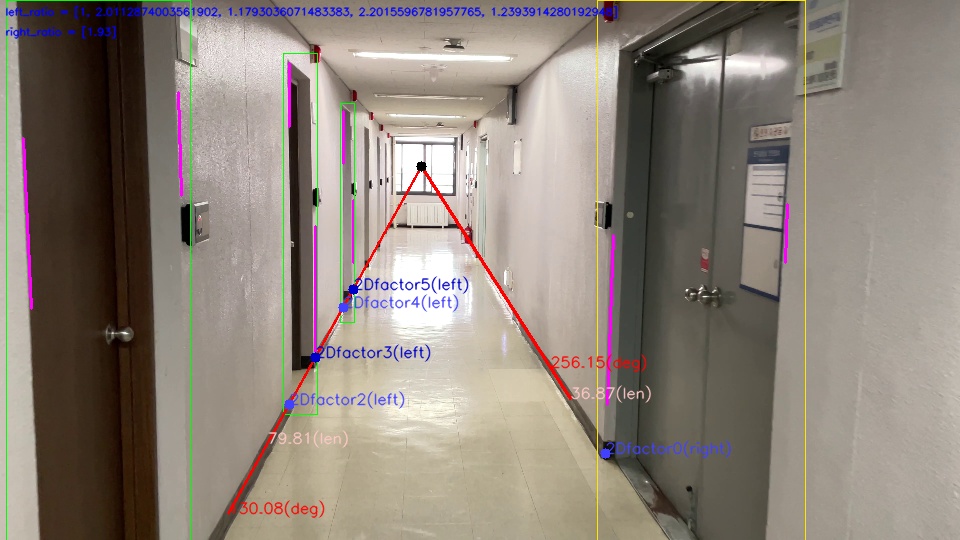 left_ratio = [1, 2.0112874003561902, 1.1793036071483383, 2.2015596781957765, 1.2393914280192944]
right_ratio = [1.93]
2Dfactor5(left)
2Dfactor4(left)
2Dfactor3(left)
256.15(deg)
36.87(len)
2Dfactor2(left)
79.81(len)
2Dfactor0(right)
30.08(deg)